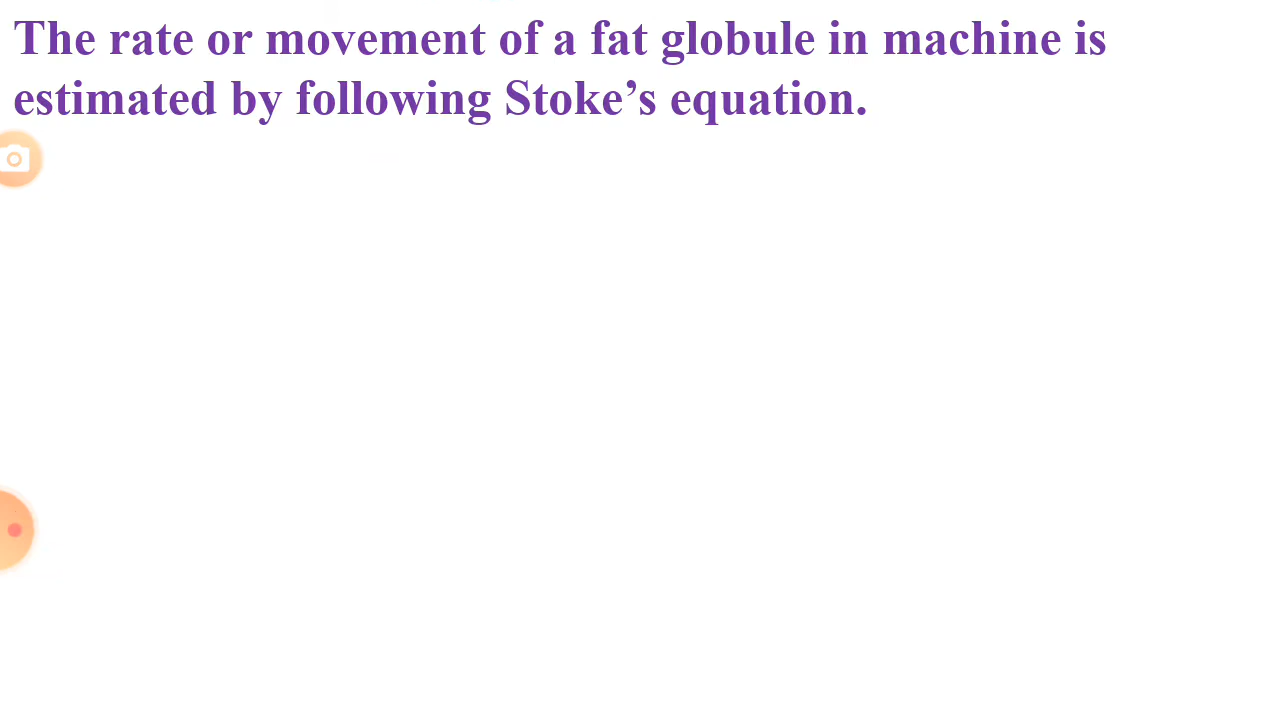 The rate or movement of a fat globule in machine is
estimated by following Stoke’s equation.